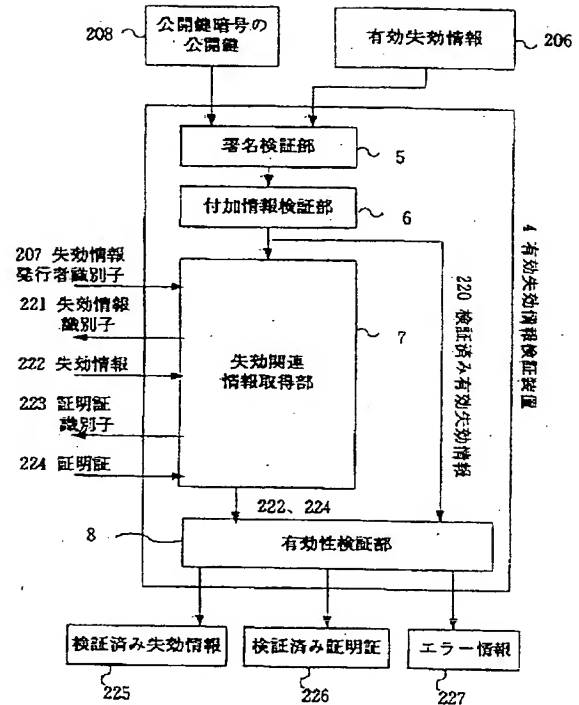 208
公開鍵暗号の
公開鍵
有効失効情報
206
署名検証部
5
付加情報検証部
6
207 失効情報
発行者識別子
221 失効情報
識別子
222 失効情報
223 証明証
識別子
224 証明証
失効関連
情報取得部
7
220 検証済み有効失効情報
4 有効失効情報検証装置
222、224
8
有効性検証部
検証済み失効情報
検証済み証明証
エラー情報
225
226
227